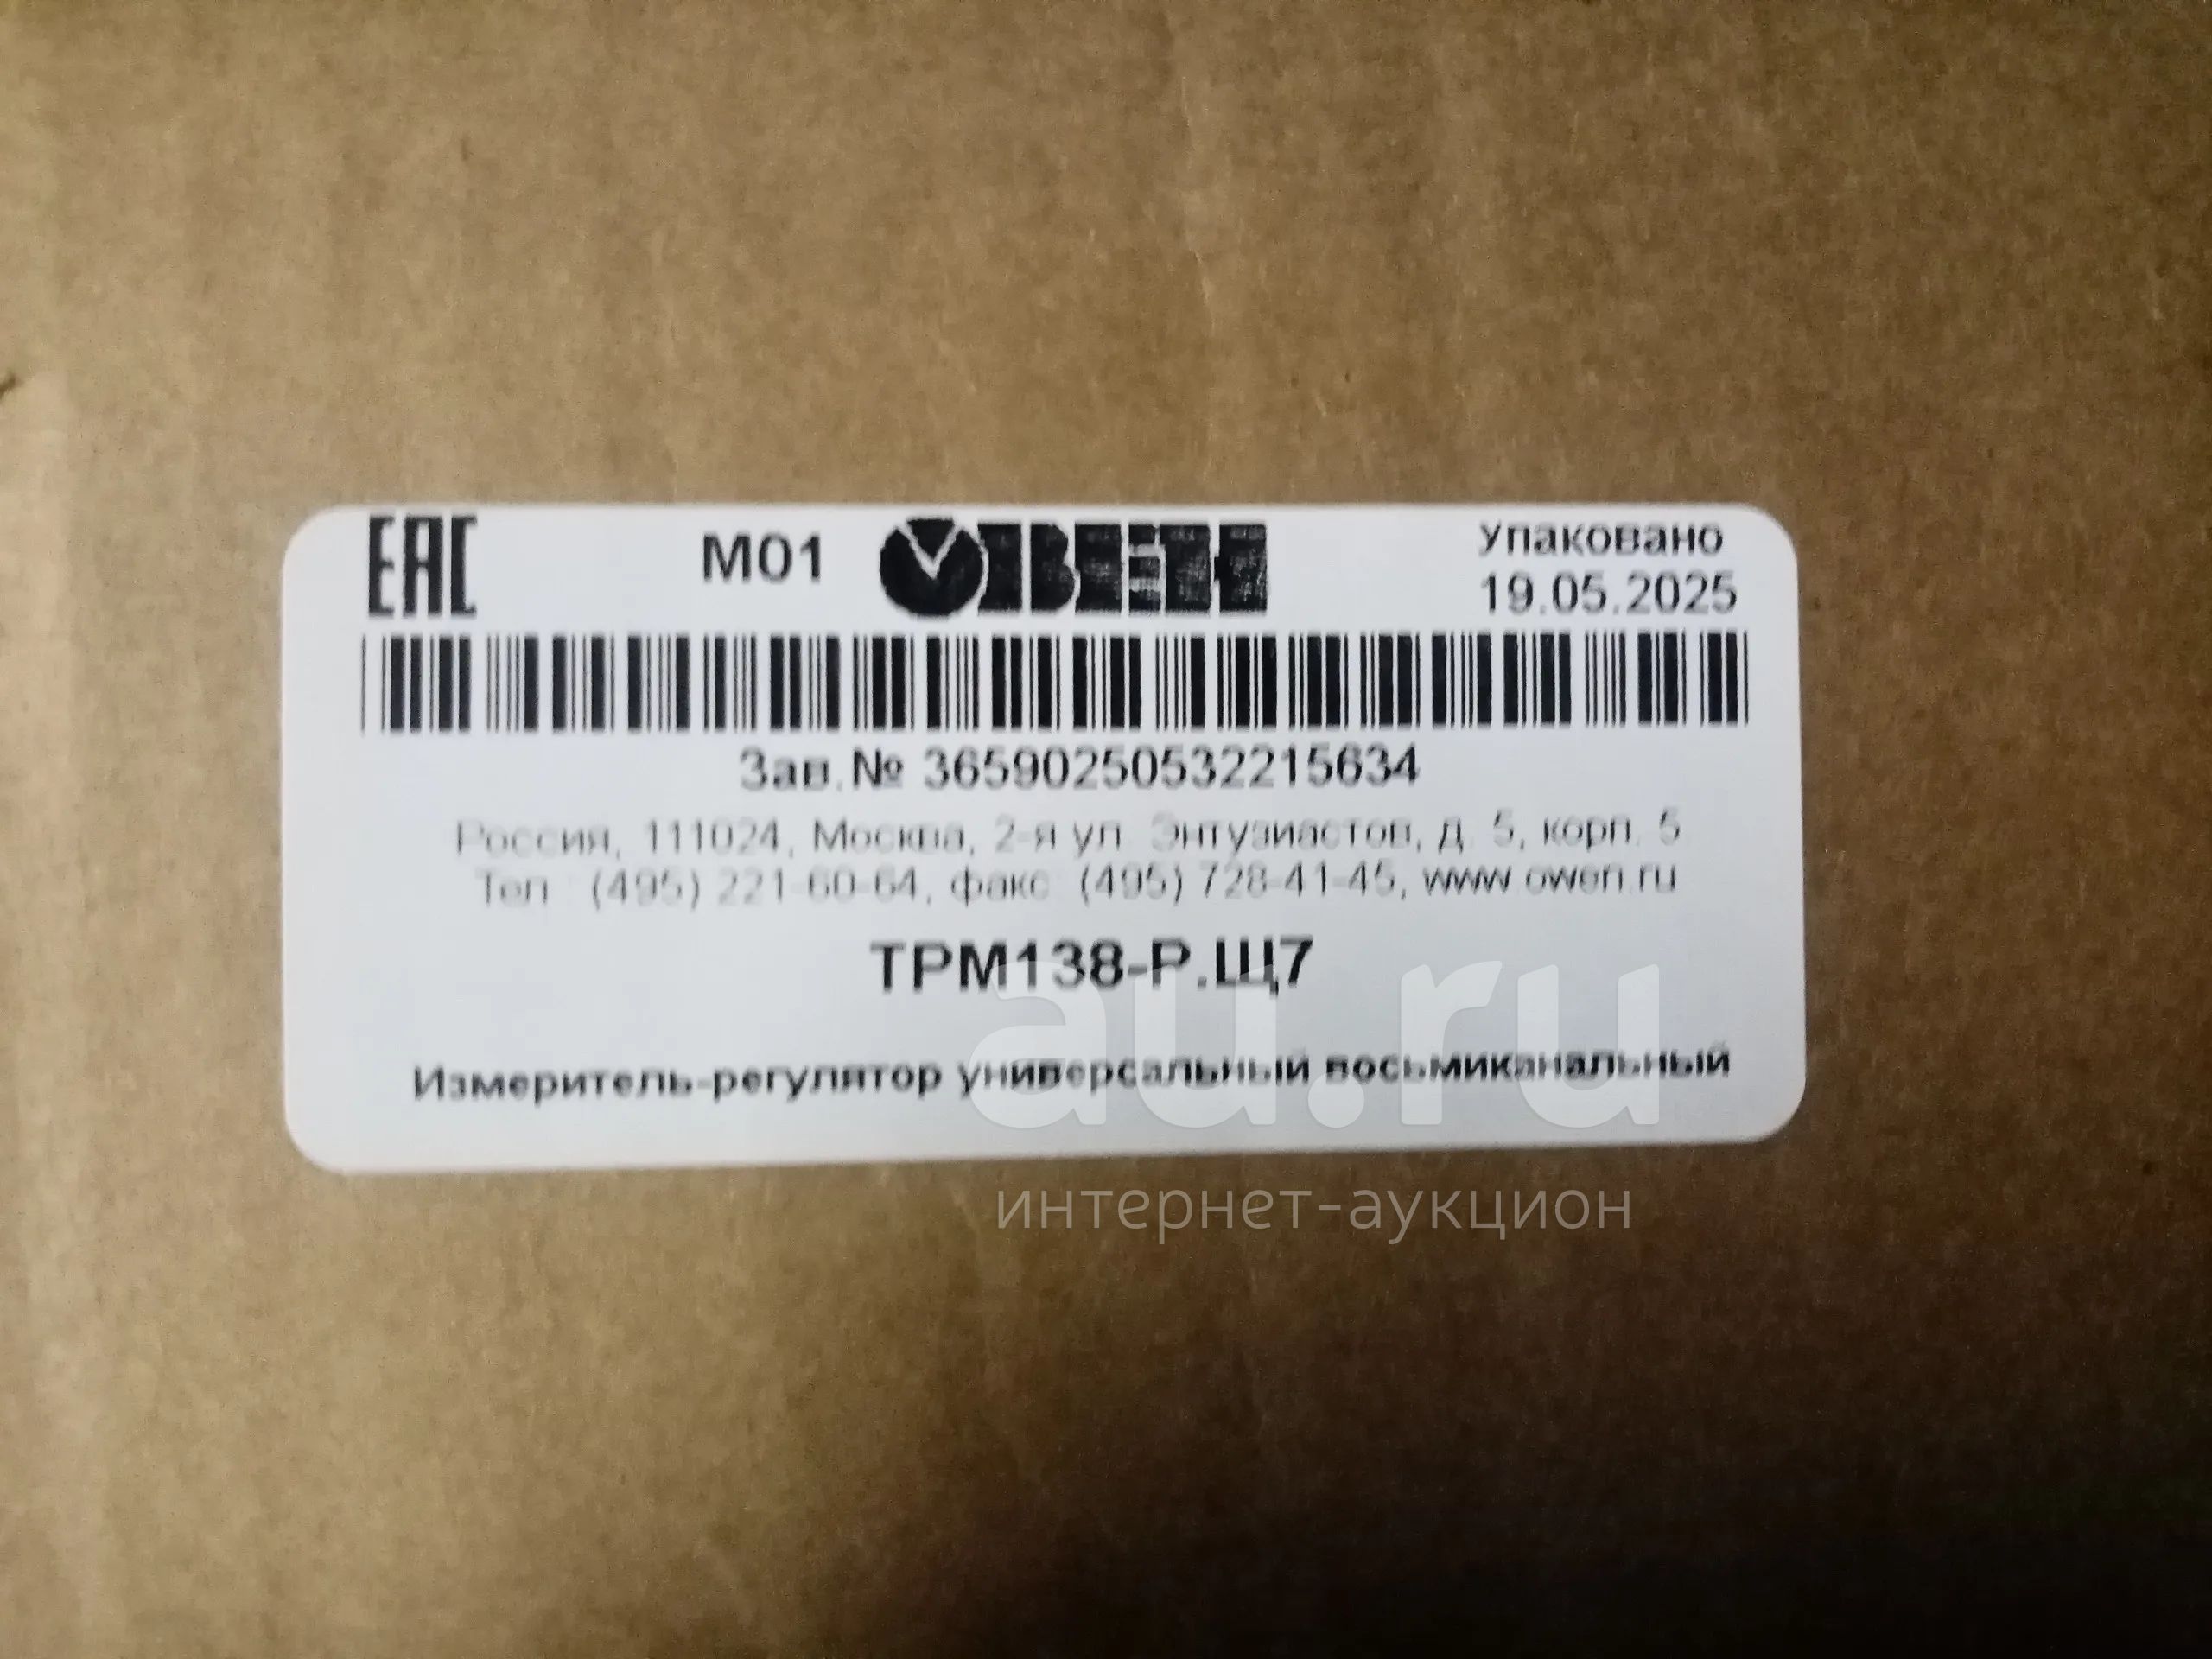 ЕАС М01 ОВЕН Упаковано
19.05.2025
Зав.№ 36590250532215634
Россия, 111024, Москва, 2-я ул. Энтузиастов, д. 5, корп. 5
Тел.: (495) 221-60-64, факс: (495) 728-41-45, www.owen.ru
ТРМ138-Р.Щ7
Измеритель-регулятор универсальный восьмиканальный
au.ru
интернет-аукцион